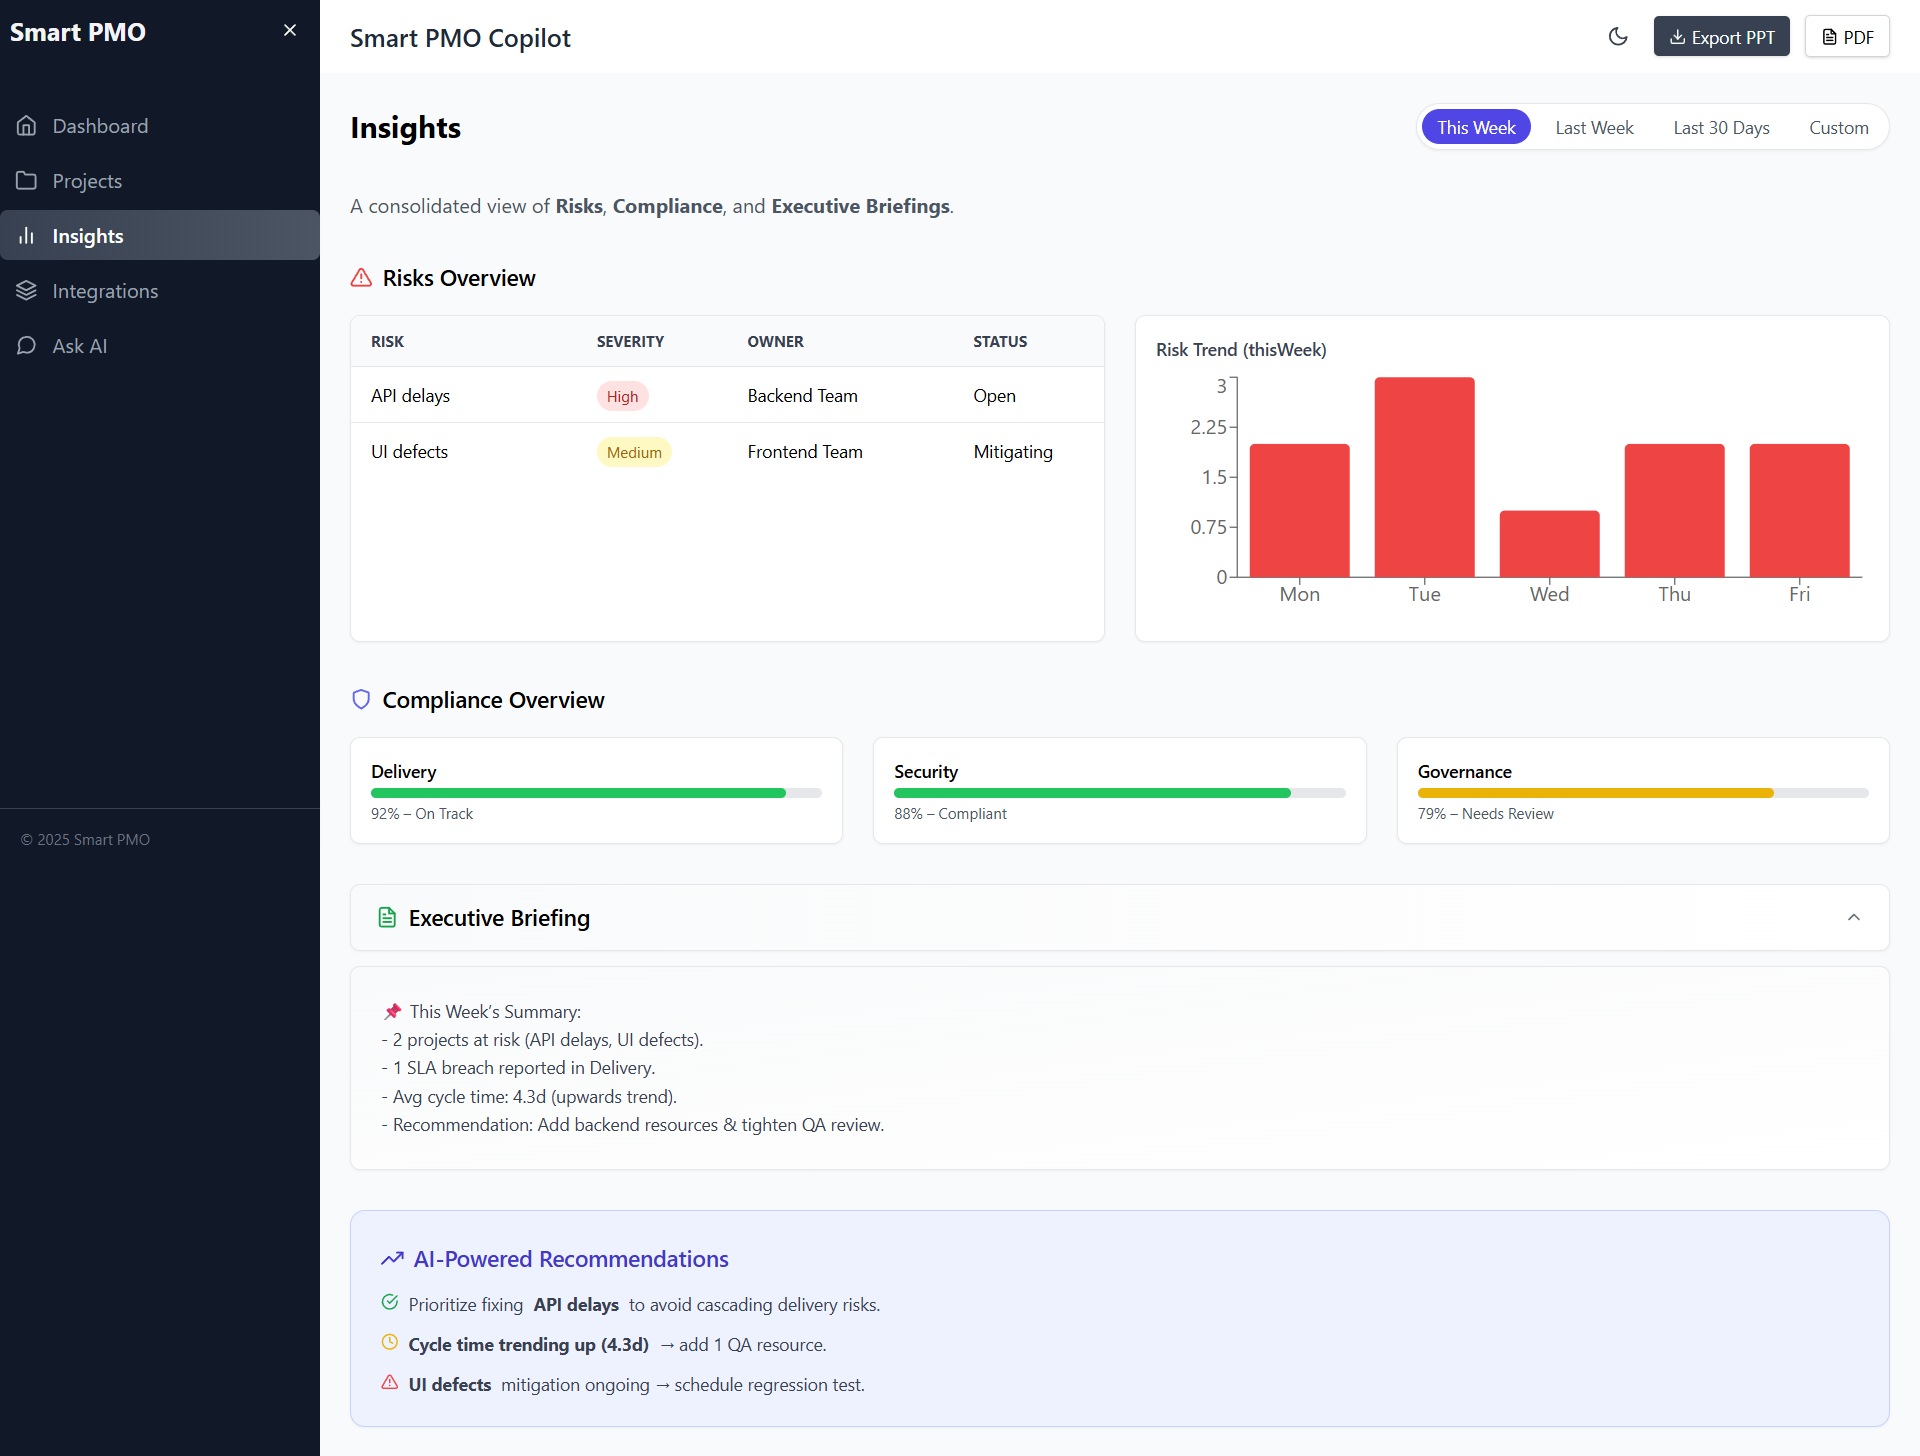 Smart PMO
Dashboard
Projects
Insights
Integrations
Ask AI
© 2025 Smart PMO
Smart PMO Copilot
Export PPT
PDF
Insights
This Week
Last Week
Last 30 Days
Custom
A consolidated view of Risks, Compliance, and Executive Briefings.
Risks Overview
RISK SEVERITY OWNER STATUS
API delays High Backend Team Open
UI defects Medium Frontend Team Mitigating
Risk Trend (thisWeek)
3
2.25
1.5
0.75
0
Mon Tue Wed Thu Fri
Compliance Overview
Delivery
92% – On Track
Security
88% – Compliant
Governance
79% – Needs Review
Executive Briefing
📌 This Week’s Summary:
- 2 projects at risk (API delays, UI defects).
- 1 SLA breach reported in Delivery.
- Avg cycle time: 4.3d (upwards trend).
- Recommendation: Add backend resources & tighten QA review.
AI-Powered Recommendations
Prioritize fixing API delays to avoid cascading delivery risks.
Cycle time trending up (4.3d) → add 1 QA resource.
UI defects mitigation ongoing → schedule regression test.